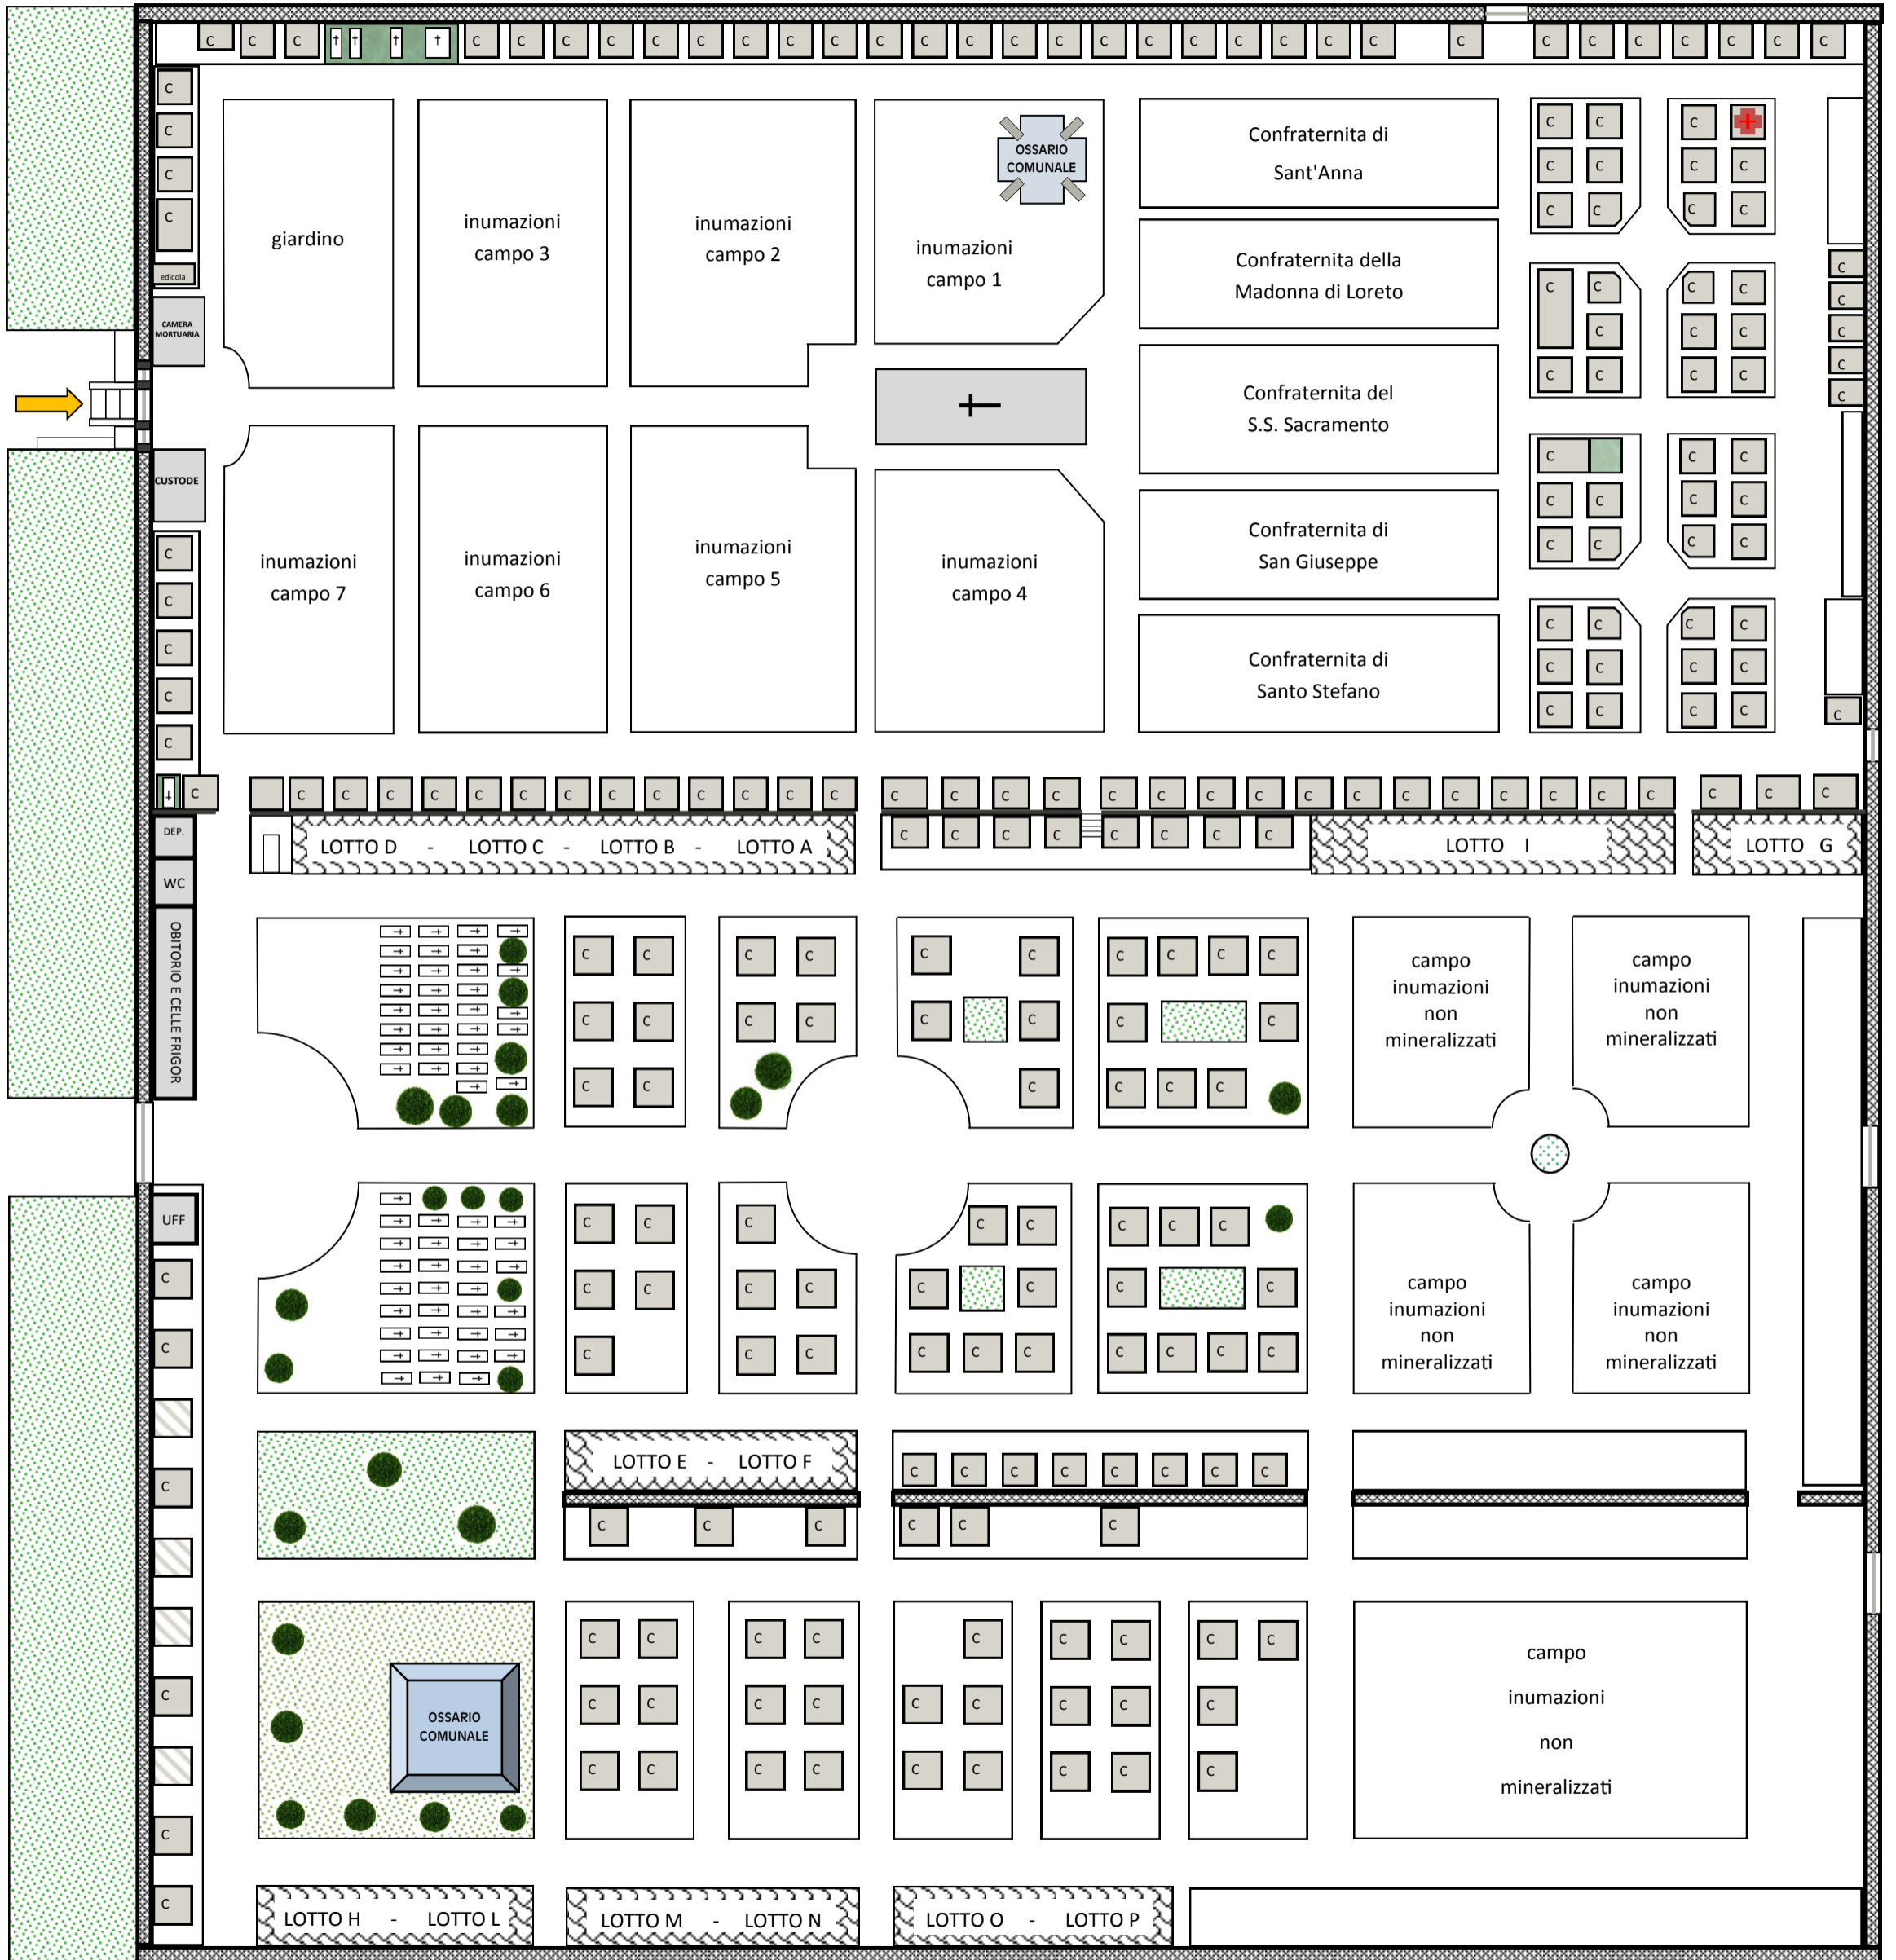 C C C C C C C C C C C C C C C C C C C C C C C C C C C C C C C C
C
C
C
C
edicola
CAMERA
MORTUARIA
CUSTODE
giardino
inumazioni
campo 3
inumazioni
campo 2
OSSARIO
COMUNALE
inumazioni
campo 1
inumazioni
campo 7
inumazioni
campo 6
inumazioni
campo 5
inumazioni
campo 4
Confraternita di
Sant'Anna
Confraternita della
Madonna di Loreto
Confraternita del
S.S. Sacramento
Confraternita di
San Giuseppe
Confraternita di
Santo Stefano
C C C
C C C C
C C C C
C C C C
C C C
C C C C
C C C
C C C C
C C C C
C C C C
C C C C
C C C C
C
C
C
C
C
C
C
C
C
C
C
C
C C C C C C C C C C C C C C
C C C C C C C C C C C C C C C C
C C C
C C C C C C C C
DEP.
WC
OBITORIO E CELLE FRIGOR
LOTTO D - LOTTO C - LOTTO B - LOTTO A
LOTTO I
LOTTO G
C C C C C C C C C C
C C C C C C C C
C C C C C C
campo
inumazioni
non
mineralizzati
campo
inumazioni
non
mineralizzati
UFF
C C C C C C C C
C C C C C C C C C
C C C C C C C C C C
campo
inumazioni
non
mineralizzati
campo
inumazioni
non
mineralizzati
C
C
C
C
C
C
LOTTO E - LOTTO F
C C C C C C C C
C C C C C C
OSSARIO
COMUNALE
C C C C C C C C C
C C C C C C C C C
C C C C C C C C C
campo
inumazioni
non
mineralizzati
LOTTO H - LOTTO L
LOTTO M - LOTTO N
LOTTO O - LOTTO P